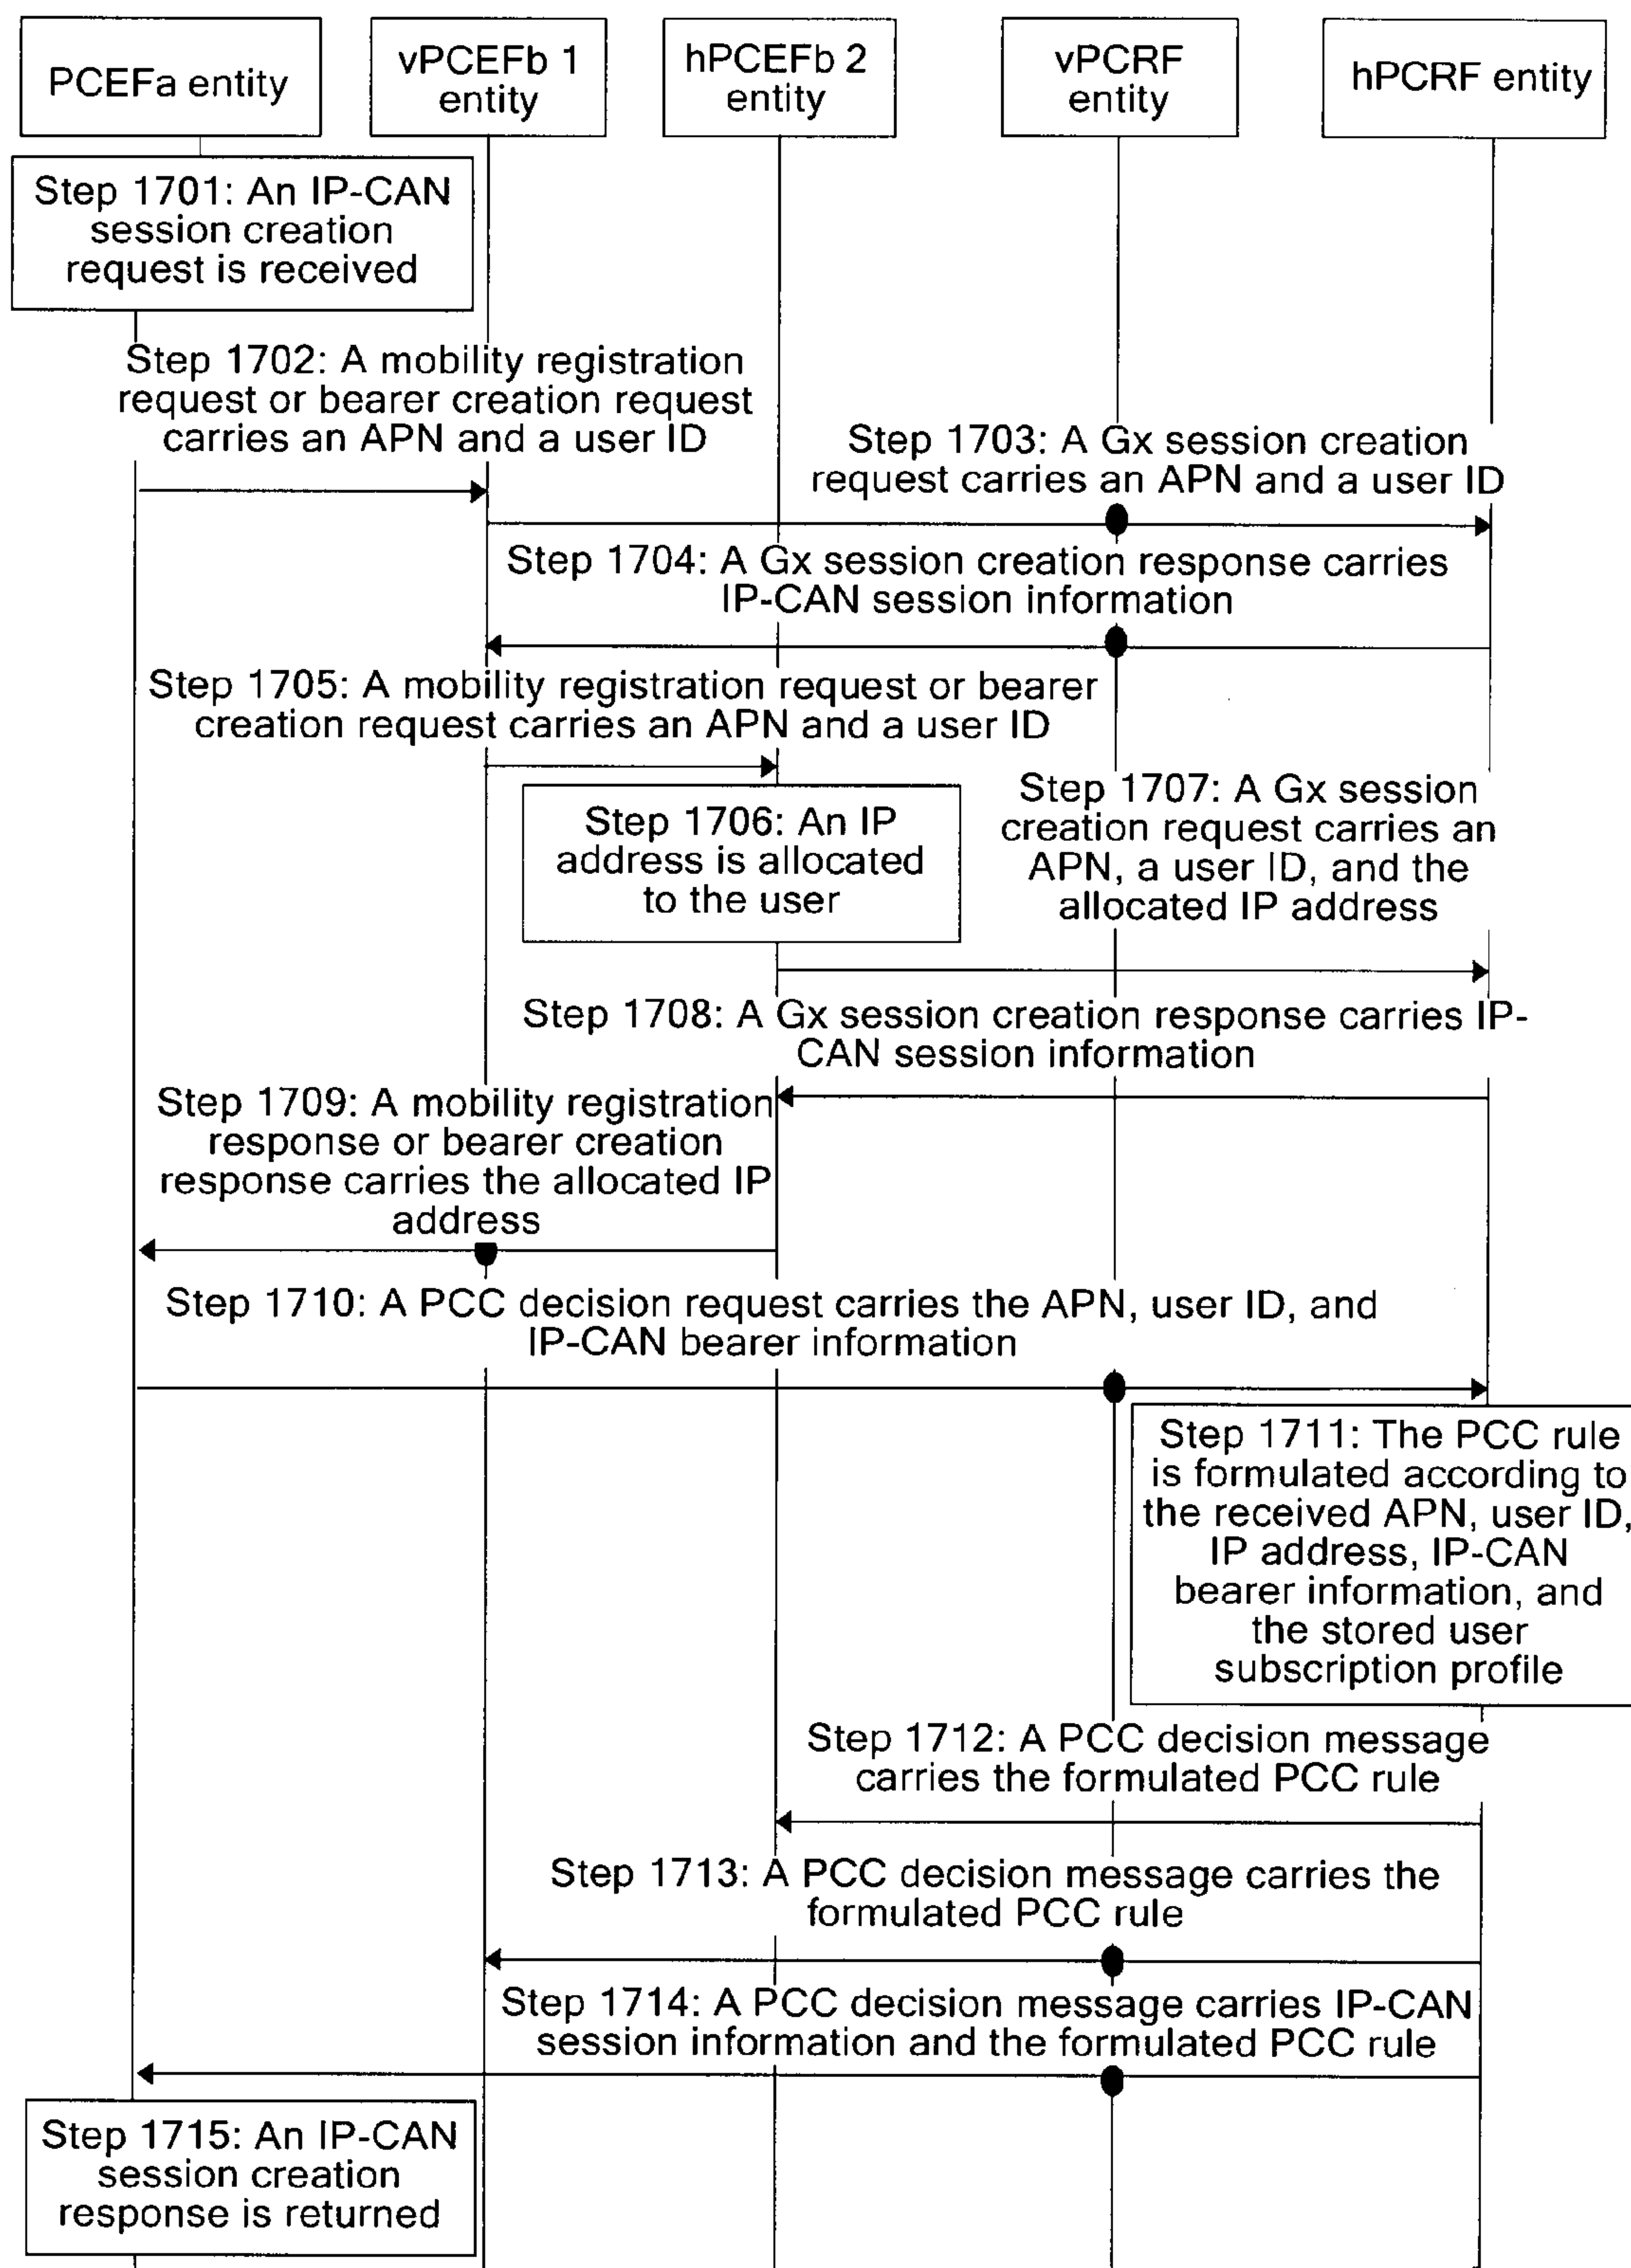 PCEFa entity
vPCEFb 1
entity
hPCEFb 2
entity
vPCRF
entity
hPCRF entity
Step 1701: An IP-CAN
session creation
request is received
Step 1702: A mobility registration
request or bearer creation request
carries an APN and a user ID
Step 1703: A Gx session creation
request carries an APN and a user ID
Step 1704: A Gx session creation response carries
IP-CAN session information
Step 1705: A mobility registration request or bearer
creation request carries an APN and a user ID
Step 1706: An IP
address is allocated
to the user
Step 1707: A Gx session
creation request carries an
APN, a user ID, and the
allocated IP address
Step 1708: A Gx session creation response carries IP-
CAN session information
Step 1709: A mobility registration
response or bearer creation
response carries the allocated IP
address
Step 1710: A PCC decision request carries the APN, user ID, and
IP-CAN bearer information
Step 1711: The PCC rule
is formulated according to
the received APN, user ID,
IP address, IP-CAN
bearer information, and
the stored user
subscription profile
Step 1712: A PCC decision message
carries the formulated PCC rule
Step 1713: A PCC decision message carries the
formulated PCC rule
Step 1714: A PCC decision message carries IP-CAN
session information and the formulated PCC rule
Step 1715: An IP-CAN
session creation
response is returned